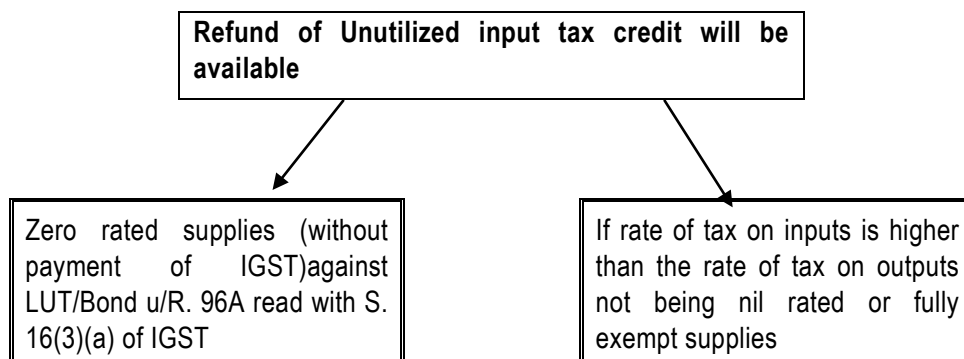 Refund of Unutilized input tax credit will be
available
Zero rated supplies (without
payment of IGST)against
LUT/Bond u/R. 96A read with S.
16(3)(a) of IGST
If rate of tax on inputs is higher
than the rate of tax on outputs
not being nil rated or fully
exempt supplies